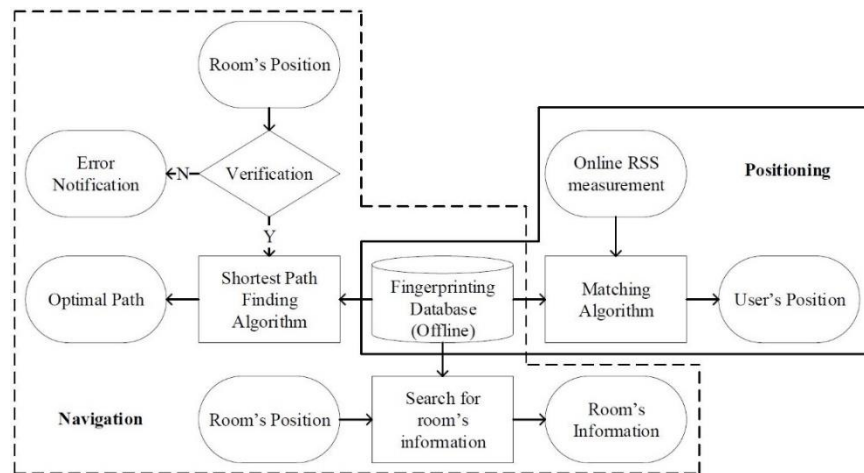 Room's Position
Error
Notification
N
Verification
Y
Online RSS
measurement
Positioning
Optimal Path
Shortest Path
Finding
Algorithm
Fingerprinting
Database
(Offline)
Matching
Algorithm
User's Position
Navigation
Room's Position
Search for
room's
information
Room's
Information